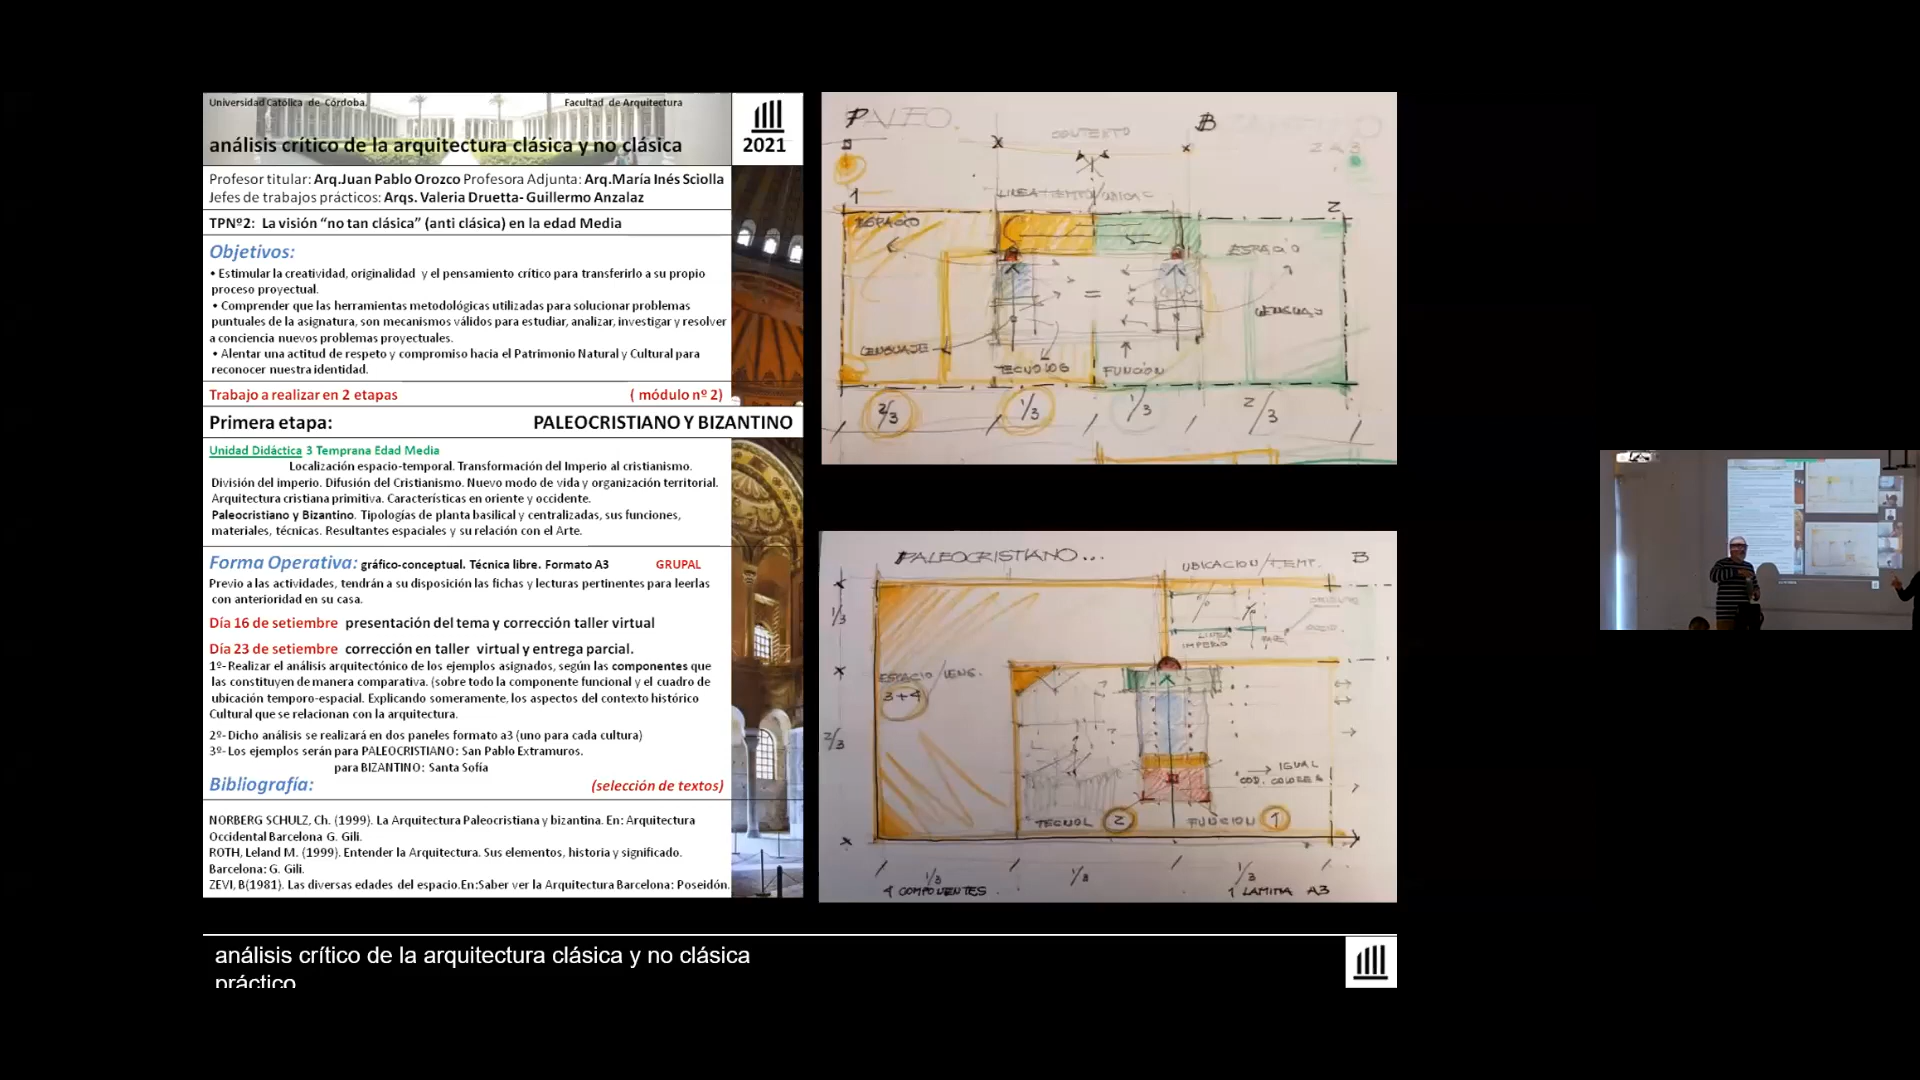 Universidad Católica de Córdoba.
Facultad de Arquitectura
análisis crítico de la arquitectura clásica y no clásica
2021
Profesor titular: Arq.Juan Pablo Orozco Profesora Adjunta: Arq.María Inés Sciolla
Jefes de trabajos prácticos: Arqs. Valeria Druetta- Guillermo Anzalaz
TPNº2: La visión “no tan clásica” (anti clásica) en la edad Media
Objetivos:
• Estimular la creatividad, originalidad y el pensamiento crítico para transferirlo a su propio
proceso proyectual.
• Comprender que las herramientas metodológicas utilizadas para solucionar problemas
puntuales de la asignatura, son mecanismos válidos para estudiar, analizar, investigar y resolver
a conciencia nuevos problemas proyectuales.
• Alentar una actitud de respeto y compromiso hacia el Patrimonio Natural y Cultural para
reconocer nuestra identidad.
Trabajo a realizar en 2 etapas
( módulo nº 2)
Primera etapa:
PALEOCRISTIANO Y BIZANTINO
Unidad Didáctica 3 Temprana Edad Media
Localización espacio-temporal. Transformación del Imperio al cristianismo.
División del imperio. Difusión del Cristianismo. Nuevo modo de vida y organización territorial.
Arquitectura cristiana primitiva. Características en oriente y occidente.
Paleocristiano y Bizantino. Tipologías de planta basilical y centralizadas, sus funciones,
materiales, técnicas. Resultantes espaciales y su relación con el Arte.
Forma Operativa: gráfico-conceptual. Técnica libre. Formato A3
GRUPAL
Previo a las actividades, tendrán a su disposición las fichas y lecturas pertinentes para leerlas
con anterioridad en su casa.
Día 16 de setiembre presentación del tema y corrección taller virtual
Día 23 de setiembre corrección en taller virtual y entrega parcial.
1º- Realizar el análisis arquitectónico de los ejemplos asignados, según las componentes que
las constituyen de manera comparativa. (sobre todo la componente funcional y el cuadro de
ubicación temporo-espacial. Explicando someramente, los aspectos del contexto histórico
Cultural que se relacionan con la arquitectura.
2º- Dicho análisis se realizará en dos paneles formato a3 (uno para cada cultura)
3º- Los ejemplos serán para PALEOCRISTIANO: San Pablo Extramuros.
para BIZANTINO: Santa Sofía
Bibliografía:
(selección de textos)
NORBERG SCHULZ, Ch. (1999). La Arquitectura Paleocristiana y bizantina. En: Arquitectura
Occidental Barcelona G. Gili.
ROTH, Leland M. (1999). Entender la Arquitectura. Sus elementos, historia y significado.
Barcelona: G. Gili.
ZEVI, B(1981). Las diversas edades del espacio.En:Saber ver la Arquitectura Barcelona: Poseidón.
PALEO.
CONTEXTO
B
1
LINEA TIEMPO/UBICAC
2
ESPACIO
ESPACIO
=
LENGUAJE
LENGUAJE
TECNOLOG
FUNCIÓN
2/3
1/3
1/3
2/3
PALEOCRISTIANO...
UBICACION/TEMP.
B
1/3
LINEA
IMPERIO
ESPACIO/LENG.
3+4
2/3
IGUAL
COD. COLORES
TECNOL 2
FUNCION 1
1/3
1/3
1/3
4 COMPONENTES
1 LAMINA A3
análisis crítico de la arquitectura clásica y no clásica
práctico